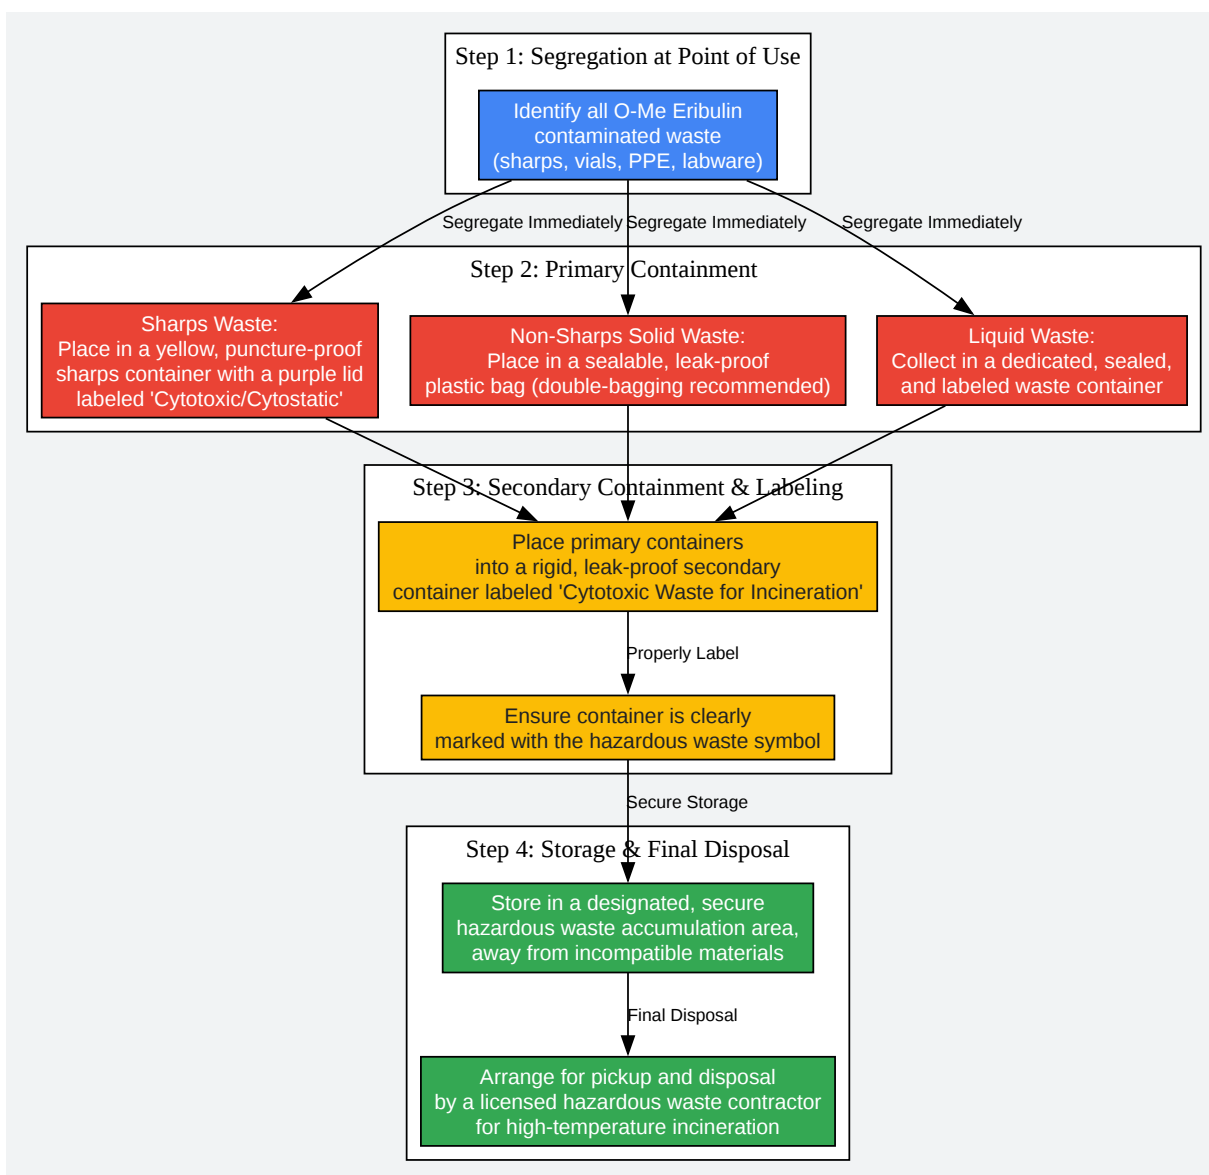 Step 1: Segregation at Point of Use
Identify all O-Me Eribulin
contaminated waste
(sharps, vials, PPE, labware)
Segregate Immediately
Segregate Immediately
Segregate Immediately
Step 2: Primary Containment
Sharps Waste:
Place in a yellow, puncture-proof
sharps container with a purple lid
labeled 'Cytotoxic/Cytostatic'
Non-Sharps Solid Waste:
Place in a sealable, leak-proof
plastic bag (double-bagging recommended)
Liquid Waste:
Collect in a dedicated, sealed,
and labeled waste container
Step 3: Secondary Containment & Labeling
Place primary containers
into a rigid, leak-proof secondary
container labeled 'Cytotoxic Waste for Incineration'
Properly Label
Ensure container is clearly
marked with the hazardous waste symbol
Secure Storage
Step 4: Storage & Final Disposal
Store in a designated, secure
hazardous waste accumulation area,
away from incompatible materials
Final Disposal
Arrange for pickup and disposal
by a licensed hazardous waste contractor
for high-temperature incineration